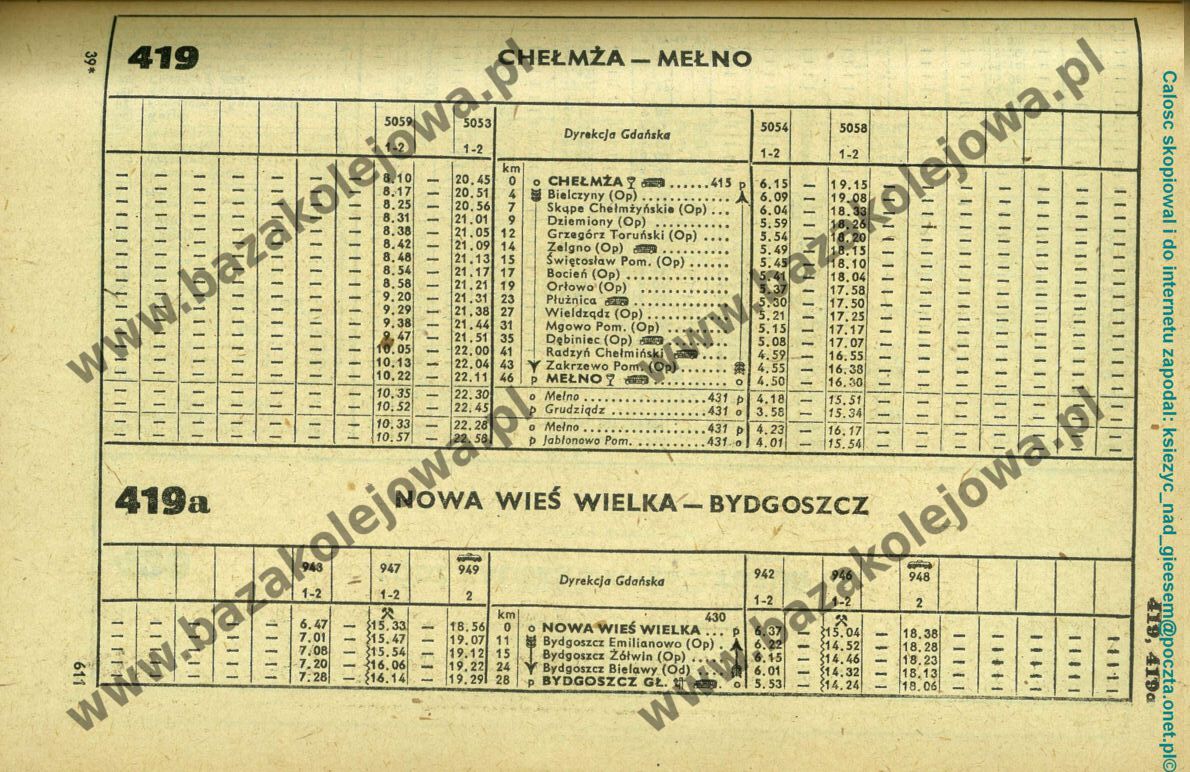 39*
419 CHEŁMŻA — MEŁNO
5059 5053 Dyrekcja Gdańska 5054 5058
1-2 1-2 1-2 1-2
km
8.10 — 20.45 0 o CHEŁMŻA ......415 p 6.15 — 19.15
8.17 — 20.51 Bielczyny (Op) 6.09 — 19.08
8.25 — 20.56 7 Skąpe Chełmżyńskie (Op) ... 6.04 — 18.33
8.31 — 21.01 9 Dziemiony (Op) 5.59 — 18.26
8.38 — 21.05 12 Grzegórz Toruński (Op) .... 5.54 — 18.20
8.42 — 21.09 14 Zelgno (Op) 5.49 — 18.15
8.48 — 21.13 15 Świętosław Pom. (Op) 5.45 — 18.10
8.54 — 21.17 17 Bocień (Op) 5.41 — 18.04
8.58 — 21.21 19 Orłowo (Op) 5.37 — 17.58
9.20 — 21.31 23 Płużnica 5.30 — 17.50
9.29 — 21.38 27 Wieldządz (Op) 5.21 — 17.25
9.38 — 21.44 31 Mgowo Pom. (Op) 5.15 — 17.17
9.47 — 21.51 35 Dębiniec (Op) 5.08 — 17.07
10.05 — 22.00 41 Radzyń Chełmiński 4.59 — 16.55
10.13 — 22.04 43 Zakrzewo Pom. (Op) 4.55 — 16.38
10.22 — 22.11 46 p MEŁNO o 4.50 — 16.30
10.35 — 22.30 o Melno ..................431 p 4.18 — 15.51
10.52 — 22.45 p Grudziądz ..............431 o 3.58 — 15.34
10.33 — 22.28 o Melno ..................431 p 4.23 — 16.17
10.57 — 22.58 p Jabłonowo Pom. ............431 o 4.01 — 15.54
419a NOWA WIEŚ WIELKA — BYDGOSZCZ
943 947 949 Dyrekcja Gdańska 942 946 948
1-2 1-2 2 1-2 1-2 2
km 430
6.47 — 15.33 — 18.56 0 o NOWA WIEŚ WIELKA ... p 6.37 — 15.04 — 18.38
7.01 — 15.47 — 19.07 11 Bydgoszcz Emilianowo (Op) . 6.22 — 14.52 — 18.28
7.08 — 15.54 — 19.12 15 Bydgoszcz Żółwin (Op) 6.15 — 14.46 — 18.23
7.20 — 16.06 — 19.22 24 Bydgoszcz Bielawy (Od) 6.01 — 14.32 — 18.13
7.28 — 16.14 — 19.29 28 p BYDGOSZCZ GŁ. o 5.53 — 14.24 — 18.06
611
419, 419a
www.bazakolejowa.pl
www.bazakolejowa.pl
www.bazakolejowa.pl
www.bazakolejowa.pl
Calosc skopiowal i do internetu zapodal: ksiezyc_nad_gieesem@poczta.onet.pl©